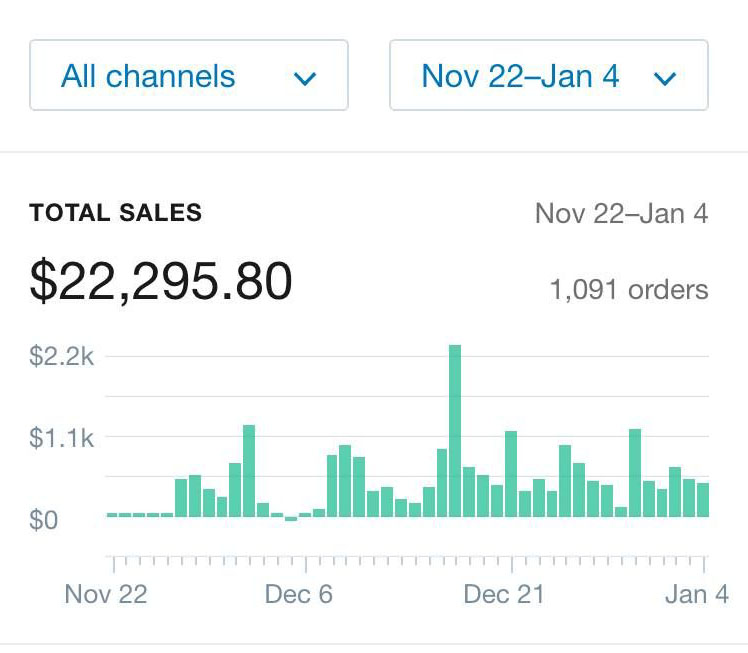 All channels
Nov 22–Jan 4
TOTAL SALES
Nov 22–Jan 4
$22,295.80
1,091 orders
$2.2k
$1.1k
$0
Nov 22
Dec 6
Dec 21
Jan 4